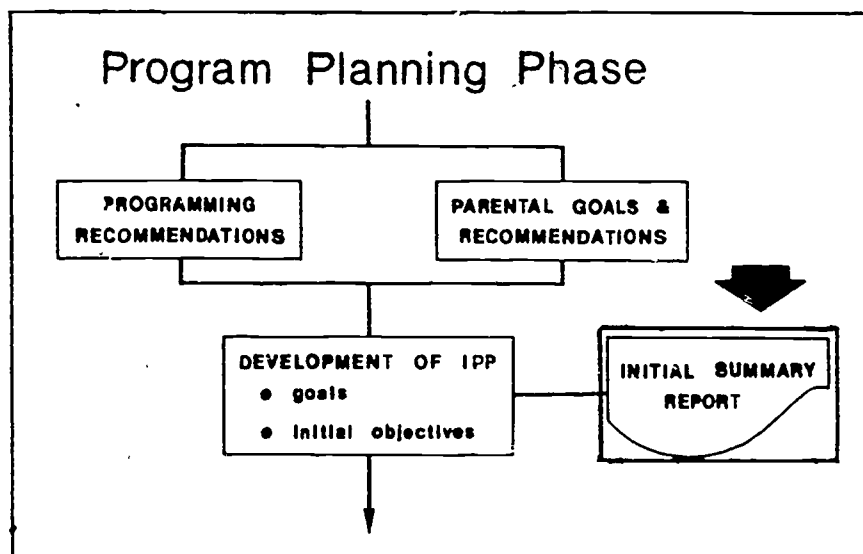 Program Planning Phase
PROGRAMMING
RECOMMENDATIONS
PARENTAL GOALS &
RECOMMENDATIONS
DEVELOPMENT OF IPP
• goals
• initial objectives
INITIAL SUMMARY
REPORT